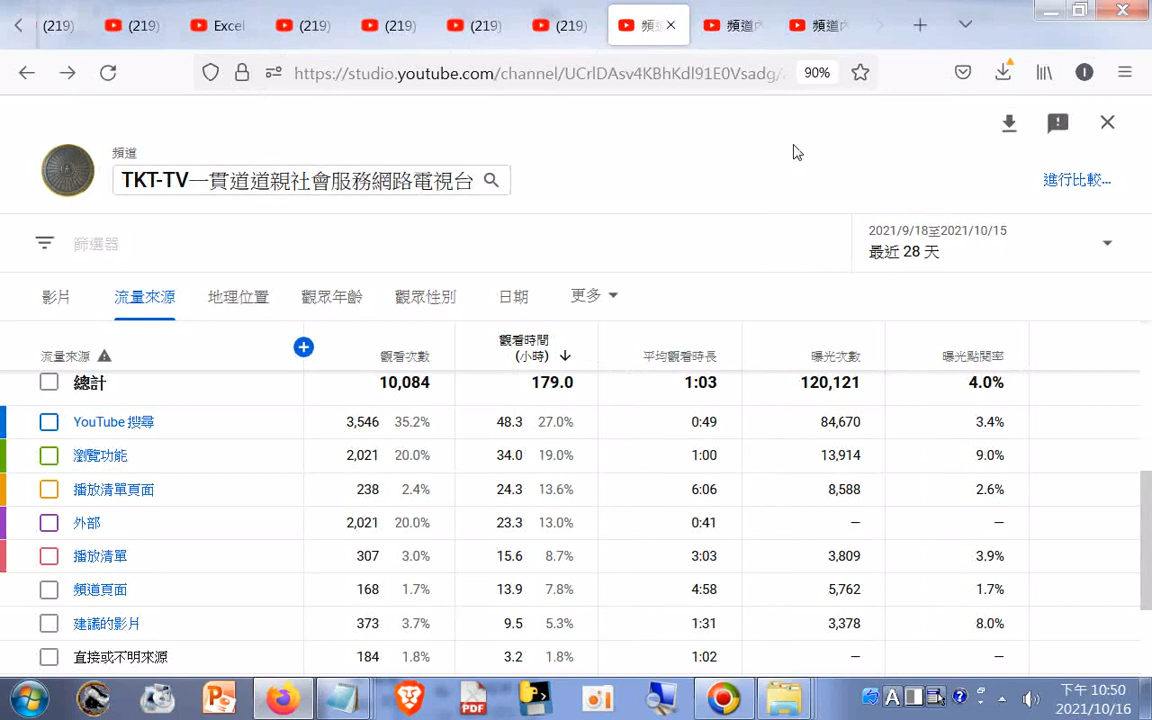 (219)
(219)
Excel
(219)
(219)
(219)
(219)
頻道
頻道
https://studio.youtube.com/channel/UCrlDAsv4KBhKdl91E0Vsadg/
90%
頻道
TKT-TV一貫道道親社會服務網路電視台
進行比較...
篩選器
2021/9/18至2021/10/15
最近 28 天
影片 流量來源 地理位置 觀眾年齡 觀眾性別 日期 更多
流量來源 觀看次數 觀看時間 (小時) 平均觀看時長 曝光次數 曝光點閱率
總計 10,084 179.0 1:03 120,121 4.0%
YouTube 搜尋 3,546 35.2% 48.3 27.0% 0:49 84,670 3.4%
瀏覽功能 2,021 20.0% 34.0 19.0% 1:00 13,914 9.0%
播放清單頁面 238 2.4% 24.3 13.6% 6:06 8,588 2.6%
外部 2,021 20.0% 23.3 13.0% 0:41 — —
播放清單 307 3.0% 15.6 8.7% 3:03 3,809 3.9%
頻道頁面 168 1.7% 13.9 7.8% 4:58 5,762 1.7%
建議的影片 373 3.7% 9.5 5.3% 1:31 3,378 8.0%
直接或不明來源 184 1.8% 3.2 1.8% 1:02 — —
PDF
A
下午 10:50
2021/10/16